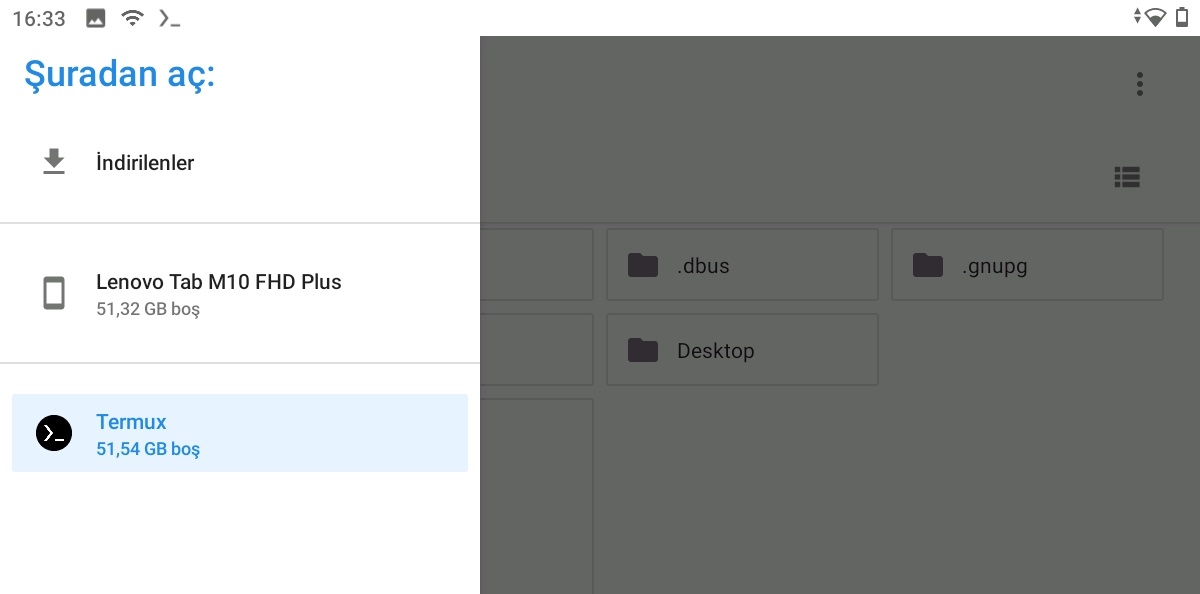 16:33
Şuradan aç:
İndirilenler
Lenovo Tab M10 FHD Plus
51,32 GB boş
Termux
51,54 GB boş
.dbus
.gnupg
Desktop